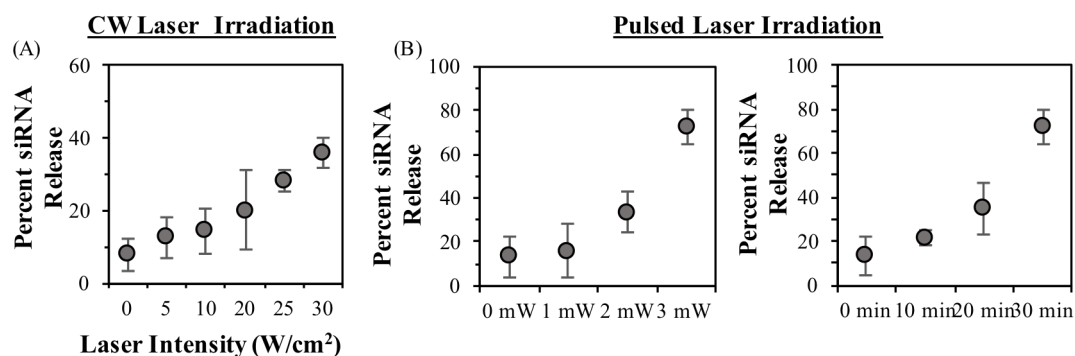 CW Laser Irradiation
Pulsed Laser Irradiation
(A)
Percent siRNA
Release
60
40
20
0
0 5 10 20 25 30
Laser Intensity (W/cm²)
(B)
Percent siRNA
Release
100
80
60
40
20
0
0 mW 1 mW 2 mW 3 mW
Percent siRNA
Release
100
80
60
40
20
0
0 min 10 min 20 min 30 min